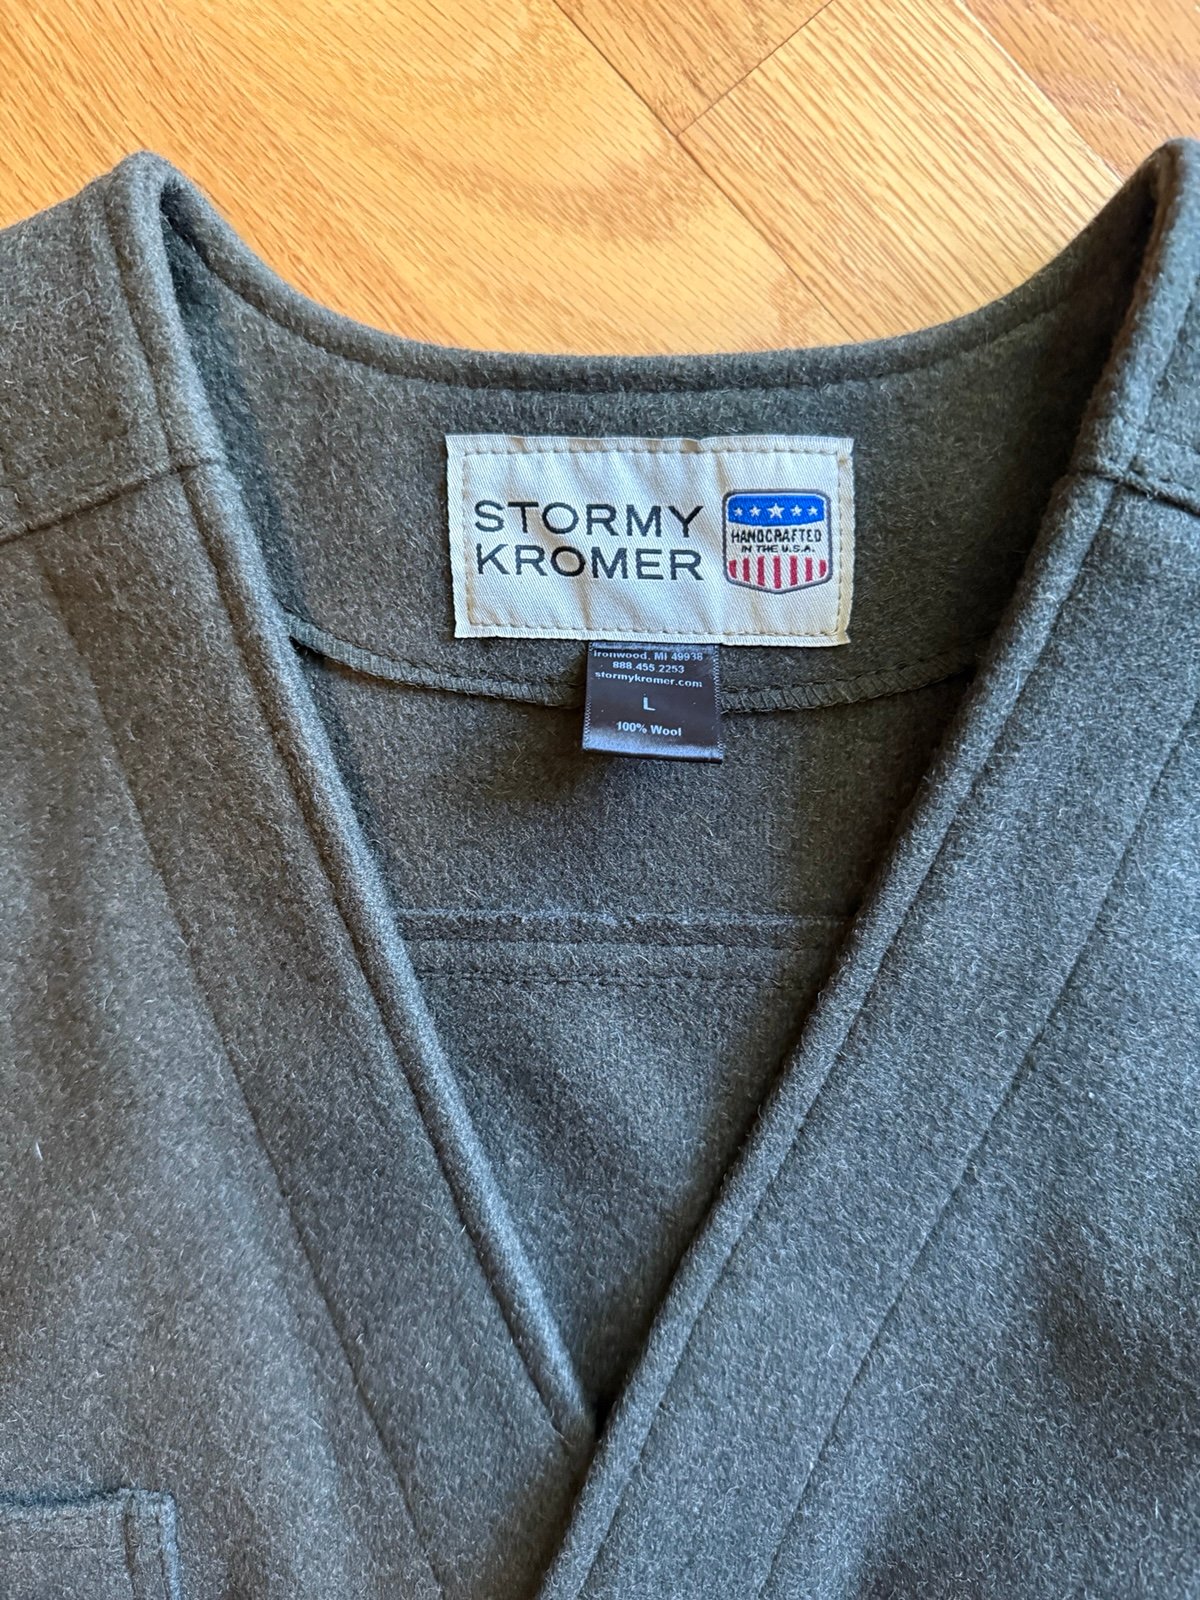 STORMY
KROMER
HANDCRAFTED
IN THE U.S.A.
Ironwood, MI 49938
888.455.2253
stormykromer.com
L
100% Wool